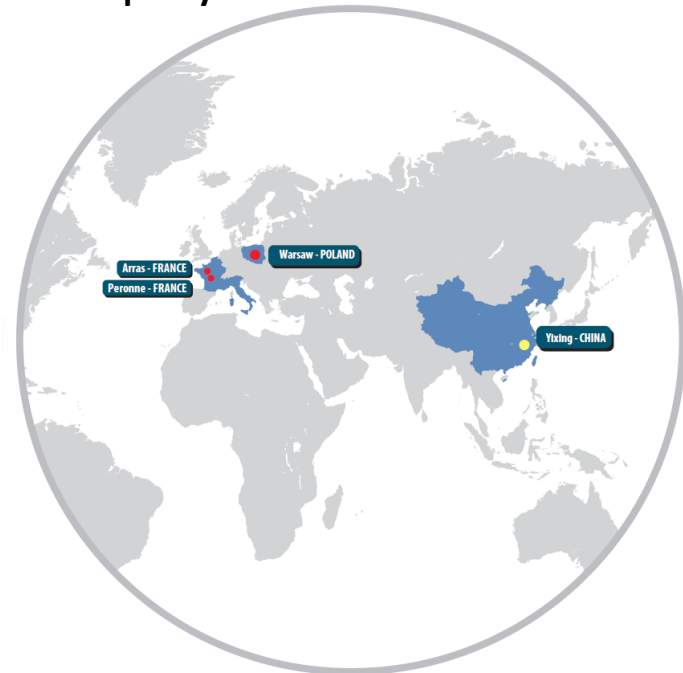 Warsaw - POLAND
Arras - FRANCE
Peronne - FRANCE
Yixing - CHINA